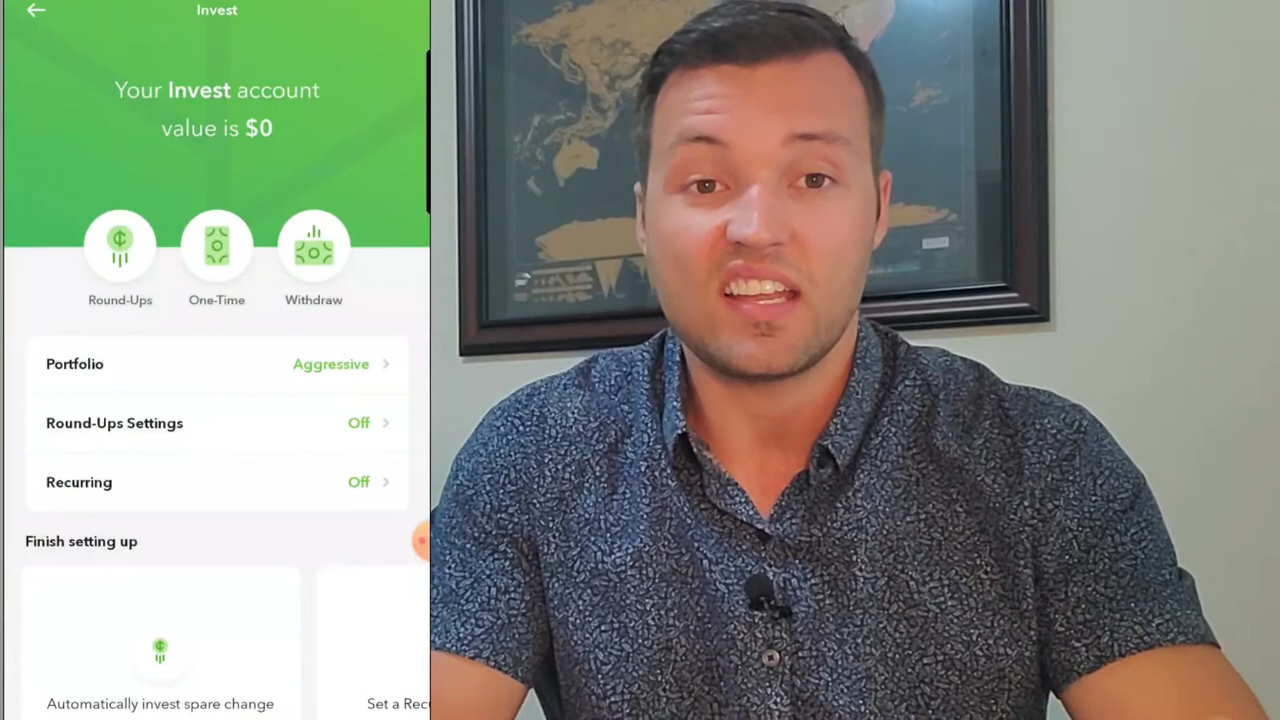 Invest
Your Invest account
value is $0
Round-Ups
One-Time
Withdraw
Portfolio
Aggressive
Round-Ups Settings
Off
Recurring
Off
Finish setting up
Automatically invest spare change
Set a Recu